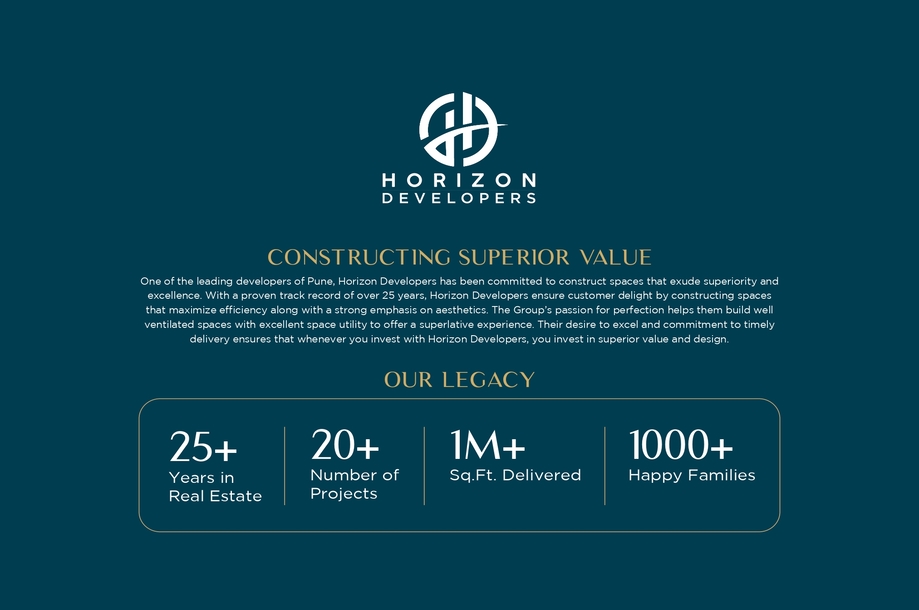 HORIZON
DEVELOPERS
CONSTRUCTING SUPERIOR VALUE
One of the leading developers of Pune, Horizon Developers has been committed to construct spaces that exude superiority and
excellence. With a proven track record of over 25 years, Horizon Developers ensure customer delight by constructing spaces
that maximize efficiency along with a strong emphasis on aesthetics. The Group's passion for perfection helps them build well
ventilated spaces with excellent space utility to offer a superlative experience. Their desire to excel and commitment to timely
delivery ensures that whenever you invest with Horizon Developers, you invest in superior value and design.
OUR LEGACY
25+
Years in
Real Estate
20+
Number of
Projects
1M+
Sq.Ft. Delivered
1000+
Happy Families